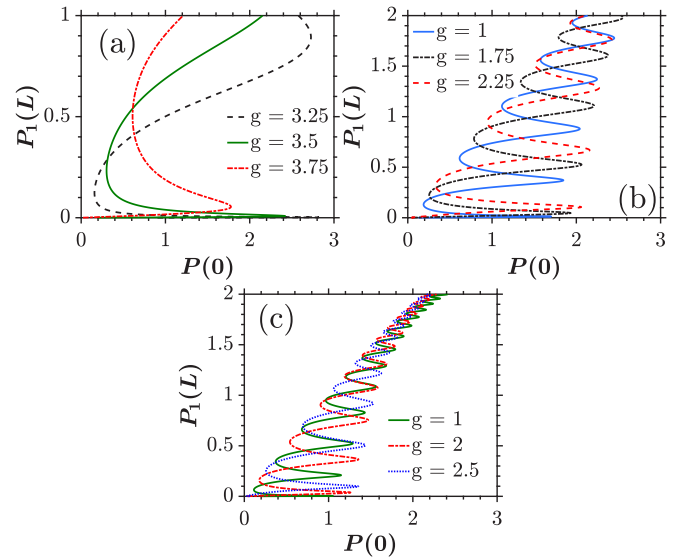 (a)
P₁(L)
1
0.5
0
g = 3.25
g = 3.5
g = 3.75
0 1 2 3
P(0)
(b)
P₁(L)
2
1.5
1
0.5
0
g = 1
g = 1.75
g = 2.25
0 1 2 3
P(0)
(c)
P₁(L)
2
1.5
1
0.5
0
g = 1
g = 2
g = 2.5
0 1 2 3
P(0)